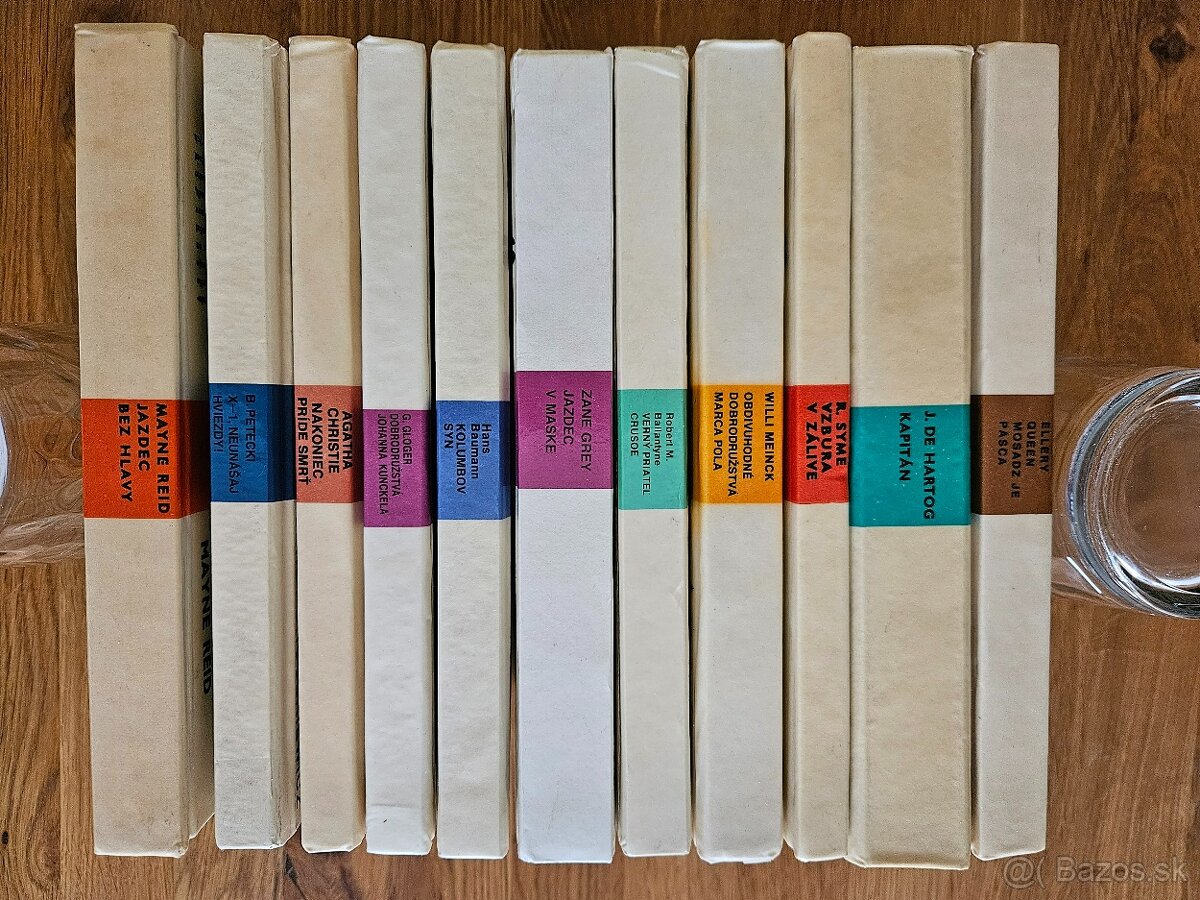 MAYNE REID
JAZDEC
BEZ HLAVY
MAYNE REID
B. PETECKI
X–1, NEUNÁŠAJ
HVIEZDY!
AGATHA
CHRISTIE
NAKONIEC
PRÍDE SMRŤ
G. GLOGER
DOBRODRUŽSTVÁ
JOHANNA KUNCKELA
Hans
Baumann
KOLUMBOV
SYN
ZANE GREY
JAZDEC
V MASKE
Robert M.
Ballantyne
VERNÝ PRIATEĽ
CRUSOE
WILLI MEINCK
OBDIVUHODNÉ
DOBRODRUŽSTVÁ
MARCA POLA
R. SYME
VZBURA
V ZÁLIVE
J. DE HARTOG
KAPITÁN
ELLERY
QUEEN
MOSADZ JE
PASCA
@( Bazos.sk